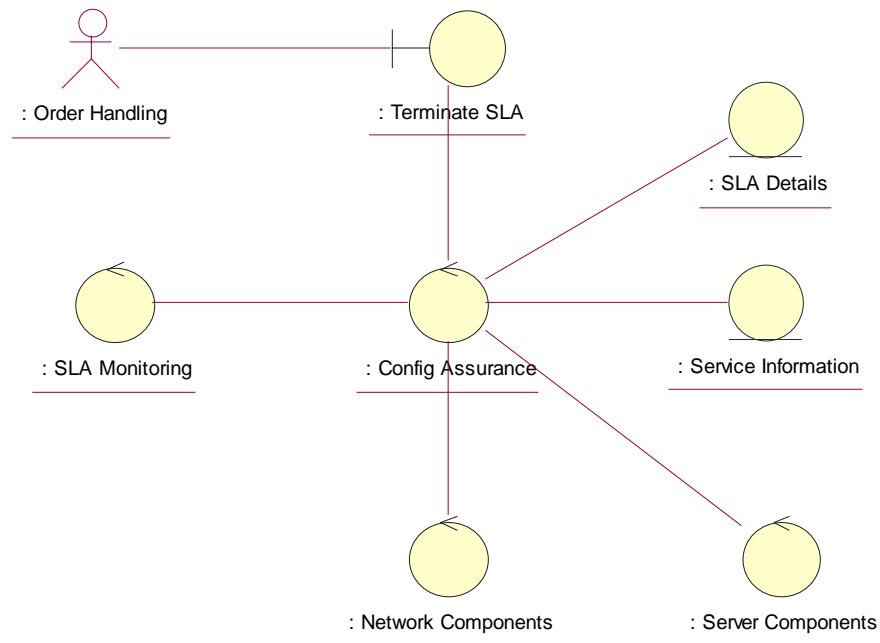 : Order Handling
: Terminate SLA
: SLA Details
: SLA Monitoring
: Config Assurance
: Service Information
: Network Components
: Server Components